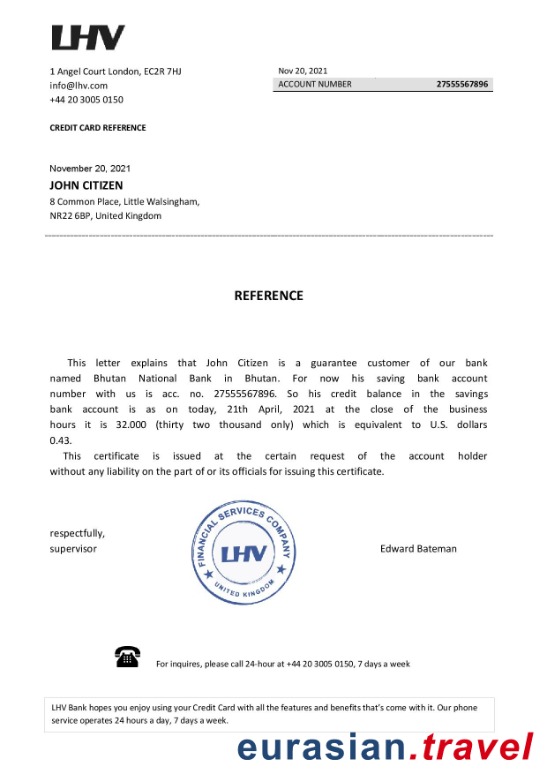 LHV
1 Angel Court London, EC2R 7HJ
info@lhv.com
+44 20 3005 0150
Nov 20, 2021
ACCOUNT NUMBER 27555567896
CREDIT CARD REFERENCE
November 20, 2021
JOHN CITIZEN
8 Common Place, Little Walsingham,
NR22 6BP, United Kingdom
REFERENCE
This letter explains that John Citizen is a guarantee customer of our bank
named Bhutan National Bank in Bhutan. For now his saving bank account
number with us is acc. no. 27555567896. So his credit balance in the savings
bank account is as on today, 21th April, 2021 at the close of the business
hours it is 32.000 (thirty two thousand only) which is equivalent to U.S. dollars
0.43.
This certificate is issued at the certain request of the account holder
without any liability on the part of or its officials for issuing this certificate.
respectfully,
supervisor
FINANCIAL SERVICES COMPANY
LHV
UNITED KINGDOM
Edward Bateman
For inquires, please call 24-hour at +44 20 3005 0150, 7 days a week
LHV Bank hopes you enjoy using your Credit Card with all the features and benefits that's come with it. Our phone
service operates 24 hours a day, 7 days a week.
eurasian.travel